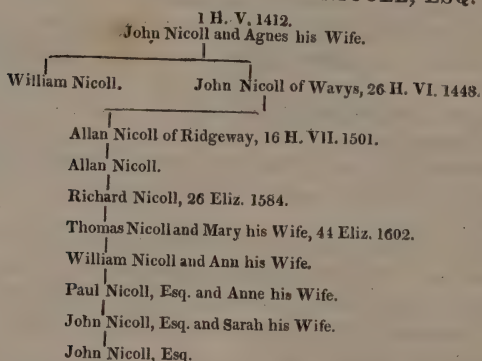 ESQ.
1 H. V. 1412.
John Nicoll and Agnes his Wife.
William Nicoll. John Nicoll of Wavys, 26 H. VI. 1448.
Allan Nicoll of Ridgeway, 16 H. VII. 1501.
Allan Nicoll.
Richard Nicoll, 26 Eliz. 1584.
Thomas Nicoll and Mary his Wife, 44 Eliz. 1602.
William Nicoll and Ann his Wife.
Paul Nicoll, Esq. and Anne his Wife.
John Nicoll, Esq. and Sarah his Wife.
John Nicoll, Esq.